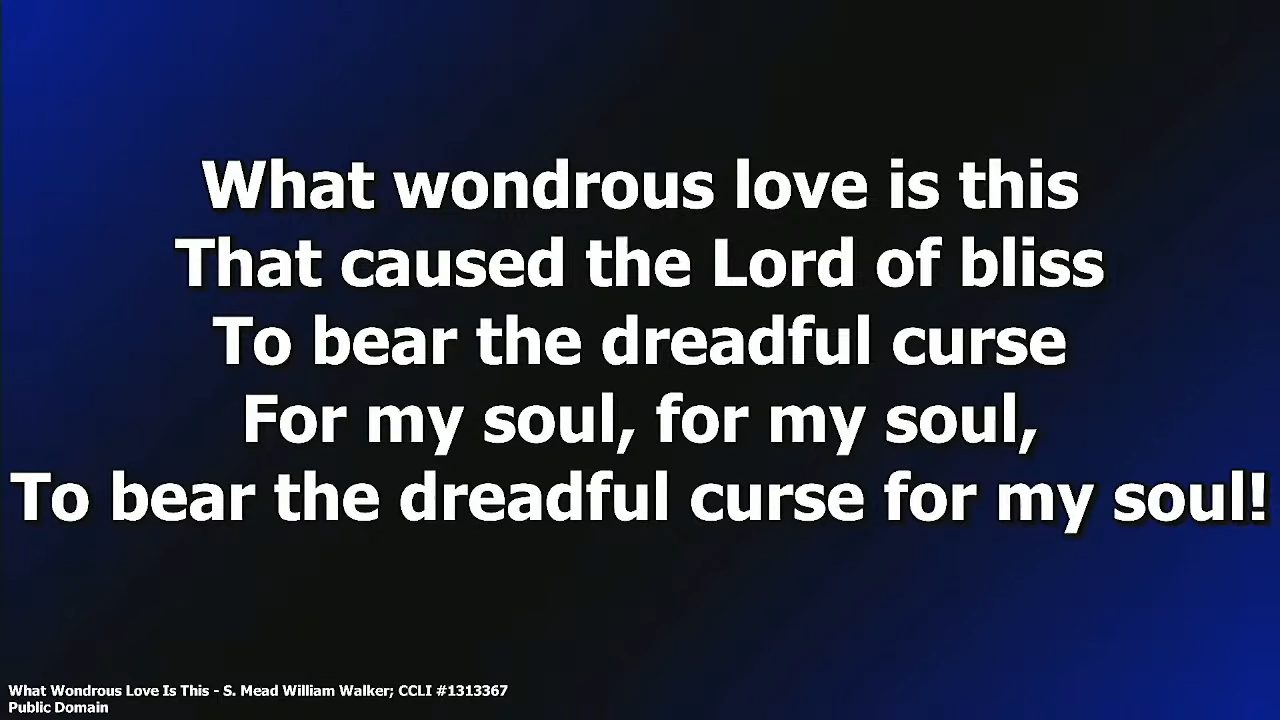 What wondrous love is this
That caused the Lord of bliss
To bear the dreadful curse
For my soul, for my soul,
To bear the dreadful curse for my soul!
What Wondrous Love Is This - S. Mead William Walker; CCLI #1313367
Public Domain